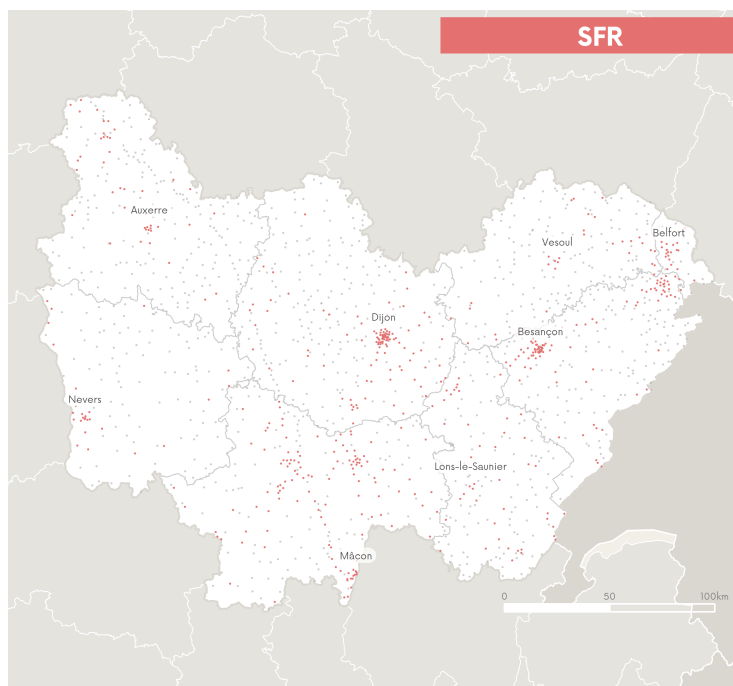 SFR
Auxerre
Belfort
Vesoul
Dijon
Besançon
Nevers
Lons-le-Saunier
Mâcon
0 50 100km